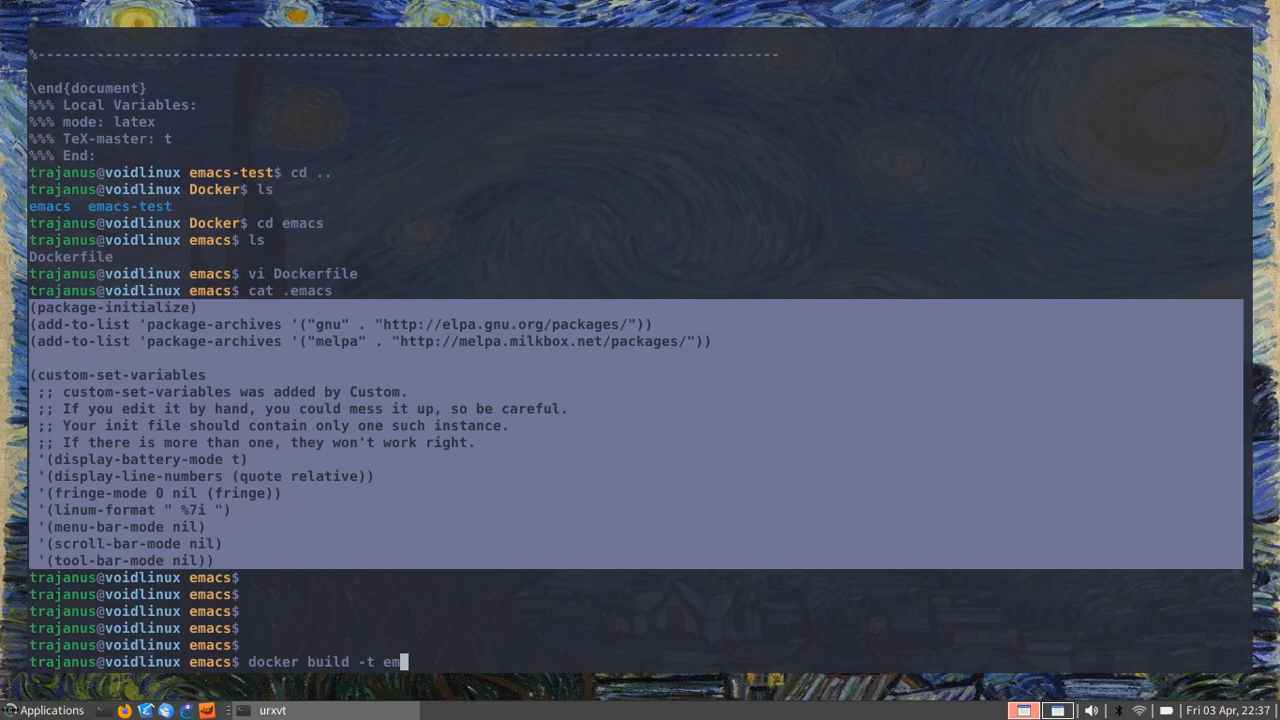 %----------------------------------------------------------------------------------------
\end{document}
%%% Local Variables:
%%% mode: latex
%%% TeX-master: t
%%% End:
trajanus@voidlinux emacs-test$ cd ..
trajanus@voidlinux Docker$ ls
emacs  emacs-test
trajanus@voidlinux Docker$ cd emacs
trajanus@voidlinux emacs$ ls
Dockerfile
trajanus@voidlinux emacs$ vi Dockerfile
trajanus@voidlinux emacs$ cat .emacs
(package-initialize)
(add-to-list 'package-archives '("gnu" . "http://elpa.gnu.org/packages/"))
(add-to-list 'package-archives '("melpa" . "http://melpa.milkbox.net/packages/"))
(custom-set-variables
 ;; custom-set-variables was added by Custom.
 ;; If you edit it by hand, you could mess it up, so be careful.
 ;; Your init file should contain only one such instance.
 ;; If there is more than one, they won't work right.
 '(display-battery-mode t)
 '(display-line-numbers (quote relative))
 '(fringe-mode 0 nil (fringe))
 '(linum-format " %7i ")
 '(menu-bar-mode nil)
 '(scroll-bar-mode nil)
 '(tool-bar-mode nil))
trajanus@voidlinux emacs$
trajanus@voidlinux emacs$
trajanus@voidlinux emacs$
trajanus@voidlinux emacs$
trajanus@voidlinux emacs$
trajanus@voidlinux emacs$ docker build -t em
Applications urxvt Fri 03 Apr, 22:37